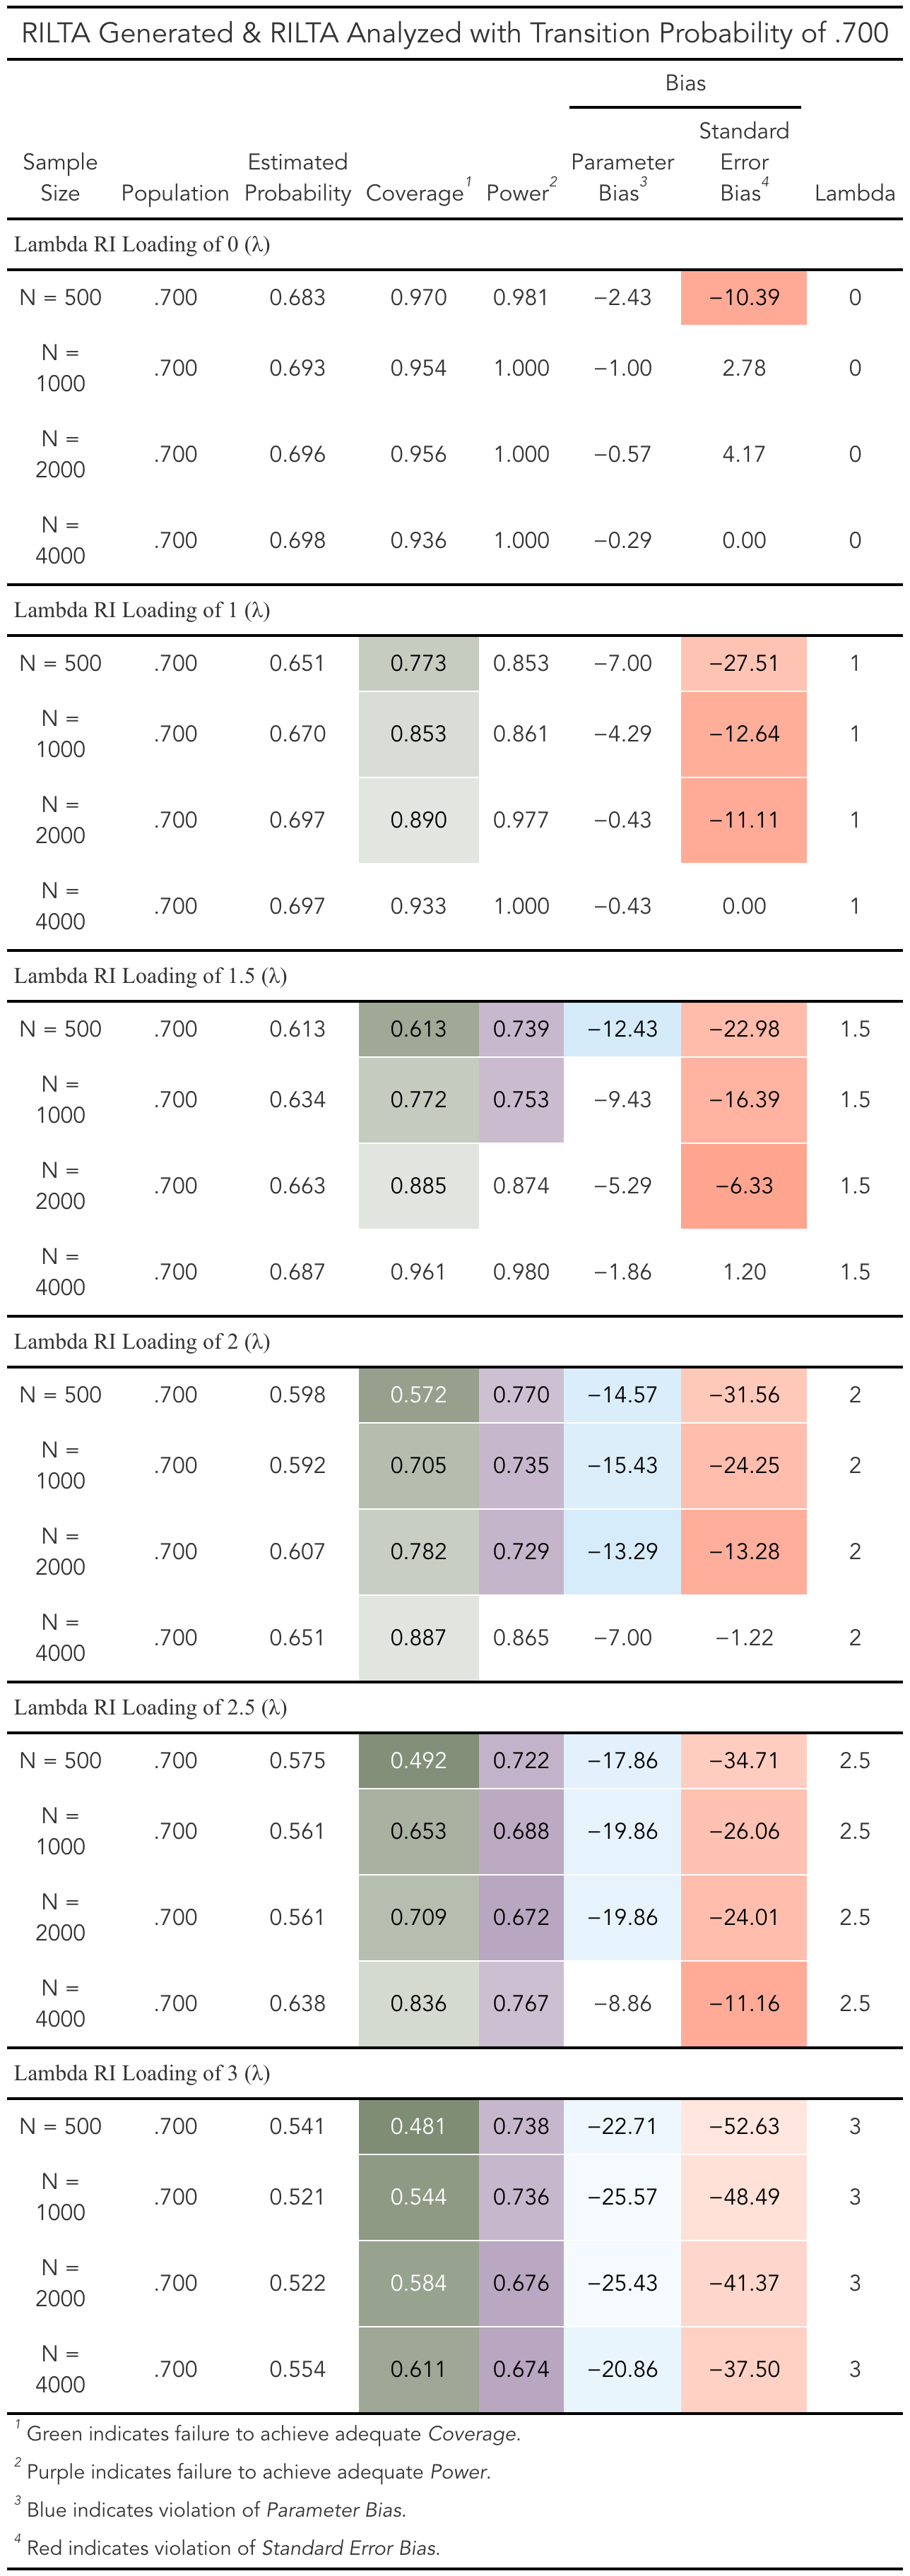 RILTA Generated & RILTA Analyzed with Transition Probability of .700
Bias
Sample Size Population Estimated Probability Coverage1 Power2 Parameter Bias3 Standard Error Bias4 Lambda
Lambda RI Loading of 0 (λ)
N = 500 .700 0.683 0.970 0.981 −2.43 −10.39 0
N = 1000 .700 0.693 0.954 1.000 −1.00 2.78 0
N = 2000 .700 0.696 0.956 1.000 −0.57 4.17 0
N = 4000 .700 0.698 0.936 1.000 −0.29 0.00 0
Lambda RI Loading of 1 (λ)
N = 500 .700 0.651 0.773 0.853 −7.00 −27.51 1
N = 1000 .700 0.670 0.853 0.861 −4.29 −12.64 1
N = 2000 .700 0.697 0.890 0.977 −0.43 −11.11 1
N = 4000 .700 0.697 0.933 1.000 −0.43 0.00 1
Lambda RI Loading of 1.5 (λ)
N = 500 .700 0.613 0.613 0.739 −12.43 −22.98 1.5
N = 1000 .700 0.634 0.772 0.753 −9.43 −16.39 1.5
N = 2000 .700 0.663 0.885 0.874 −5.29 −6.33 1.5
N = 4000 .700 0.687 0.961 0.980 −1.86 1.20 1.5
Lambda RI Loading of 2 (λ)
N = 500 .700 0.598 0.572 0.770 −14.57 −31.56 2
N = 1000 .700 0.592 0.705 0.735 −15.43 −24.25 2
N = 2000 .700 0.607 0.782 0.729 −13.29 −13.28 2
N = 4000 .700 0.651 0.887 0.865 −7.00 −1.22 2
Lambda RI Loading of 2.5 (λ)
N = 500 .700 0.575 0.492 0.722 −17.86 −34.71 2.5
N = 1000 .700 0.561 0.653 0.688 −19.86 −26.06 2.5
N = 2000 .700 0.561 0.709 0.672 −19.86 −24.01 2.5
N = 4000 .700 0.638 0.836 0.767 −8.86 −11.16 2.5
Lambda RI Loading of 3 (λ)
N = 500 .700 0.541 0.481 0.738 −22.71 −52.63 3
N = 1000 .700 0.521 0.544 0.736 −25.57 −48.49 3
N = 2000 .700 0.522 0.584 0.676 −25.43 −41.37 3
N = 4000 .700 0.554 0.611 0.674 −20.86 −37.50 3
1 Green indicates failure to achieve adequate Coverage.
2 Purple indicates failure to achieve adequate Power.
3 Blue indicates violation of Parameter Bias.
4 Red indicates violation of Standard Error Bias.